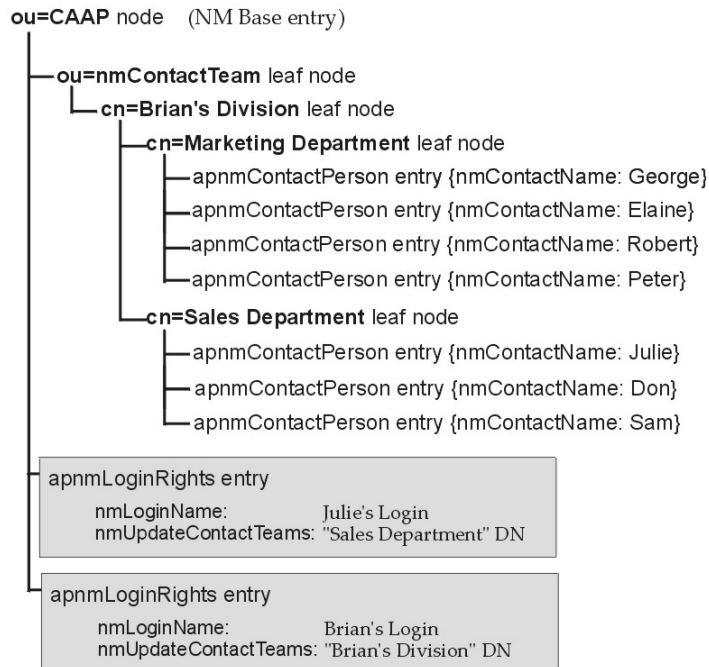 ou=CAAP node (NM Base entry)
ou=nmContactTeam leaf node
cn=Brian's Division leaf node
cn=Marketing Department leaf node
apnmContactPerson entry {nmContactName: George}
apnmContactPerson entry {nmContactName: Elaine}
apnmContactPerson entry {nmContactName: Robert}
apnmContactPerson entry {nmContactName: Peter}
cn=Sales Department leaf node
apnmContactPerson entry {nmContactName: Julie}
apnmContactPerson entry {nmContactName: Don}
apnmContactPerson entry {nmContactName: Sam}
apnmLoginRights entry
nmLoginName: Julie's Login
nmUpdateContactTeams: "Sales Department" DN
apnmLoginRights entry
nmLoginName: Brian's Login
nmUpdateContactTeams: "Brian's Division" DN